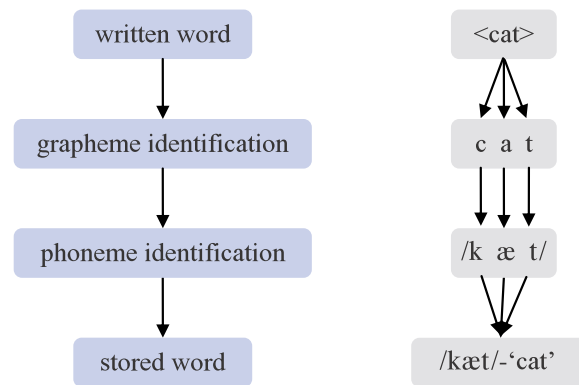 written word
<cat>
grapheme identification
c a t
phoneme identification
/k æ t/
stored word
/kæt/-‘cat’